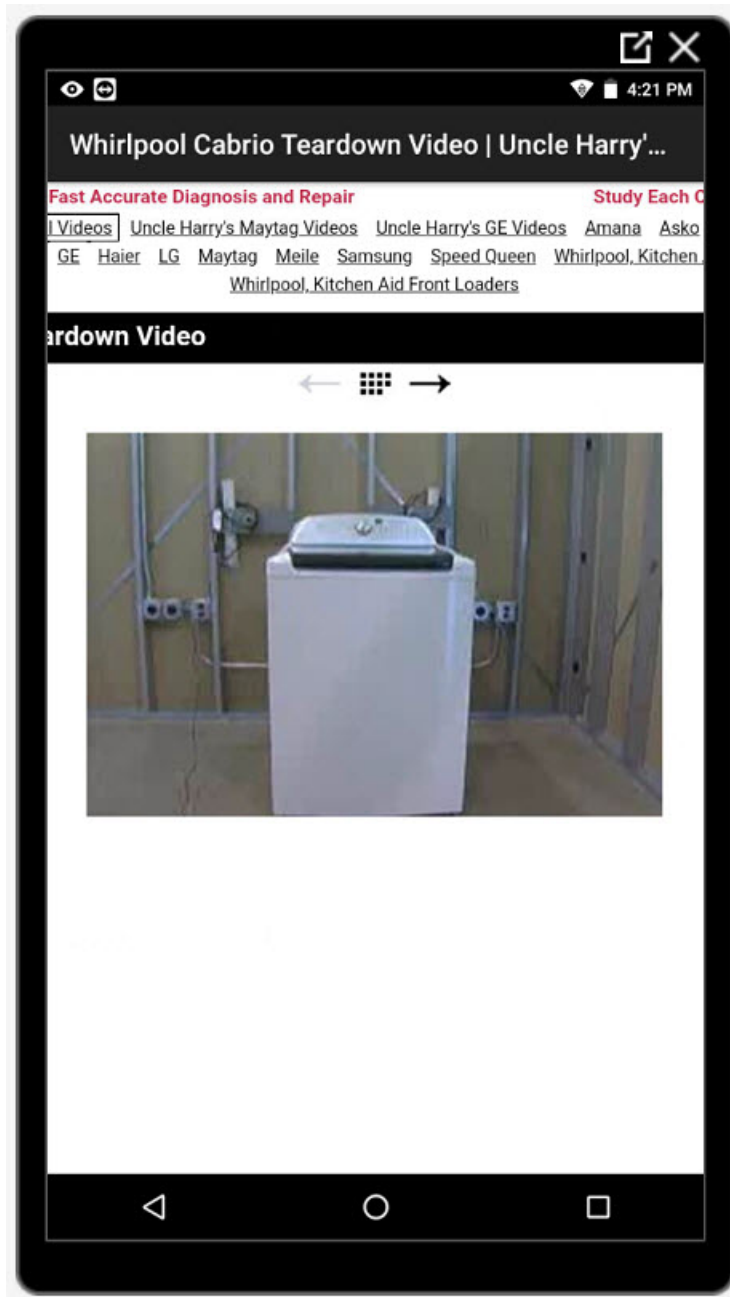 4:21 PM
Whirlpool Cabrio Teardown Video | Uncle Harry'...
Fast Accurate Diagnosis and Repair Study Each C
l Videos Uncle Harry's Maytag Videos Uncle Harry's GE Videos Amana Asko
GE Haier LG Maytag Meile Samsung Speed Queen Whirlpool, Kitchen
Whirlpool, Kitchen Aid Front Loaders
ardown Video